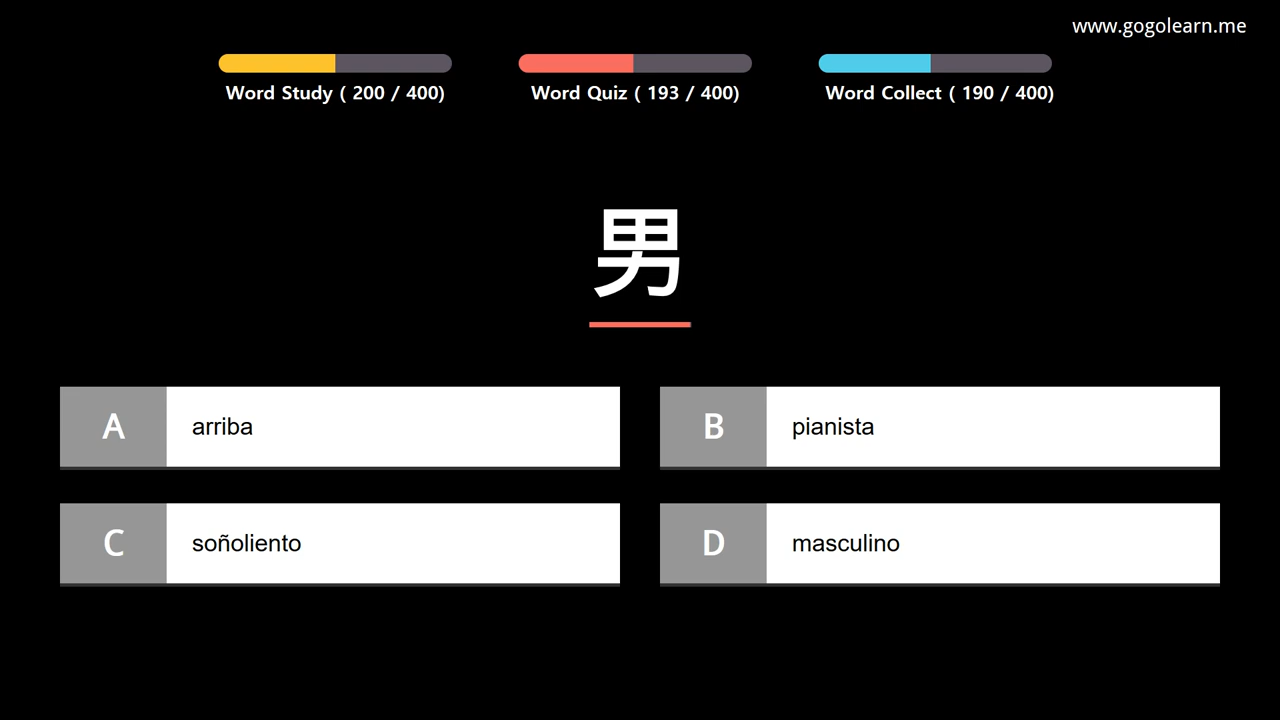 www.gogolearn.me
Word Study ( 200 / 400)
Word Quiz ( 193 / 400)
Word Collect ( 190 / 400)
男
A arriba
B pianista
C soñoliento
D masculino